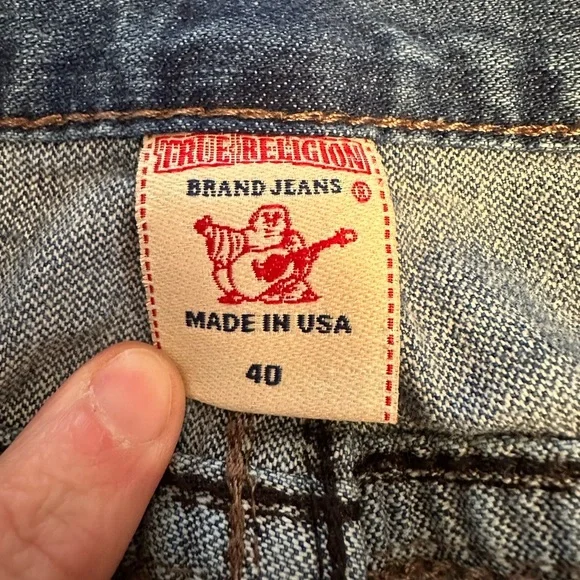 TRUE RELIGION
BRAND JEANS ®
MADE IN USA
40